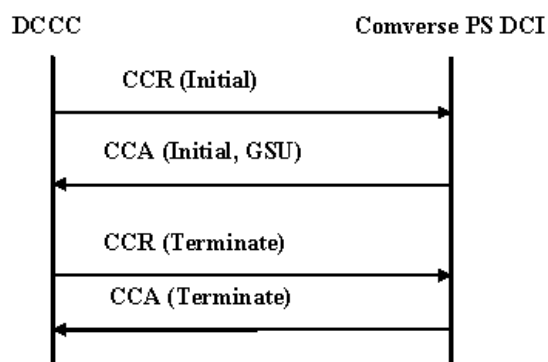 DCCC
Comverse PS DCI
CCR (Initial)
CCA (Initial, GSU)
CCR (Terminate)
CCA (Terminate)